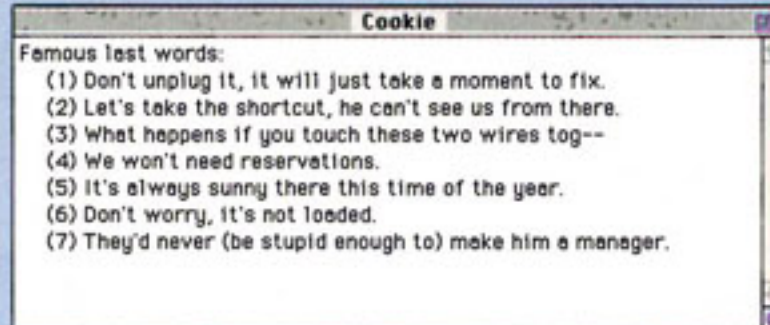 Cookie
Famous last words:
(1) Don't unplug it, it will just take a moment to fix.
(2) Let's take the shortcut, he can't see us from there.
(3) What happens if you touch these two wires tog--
(4) We won't need reservations.
(5) It's always sunny there this time of the year.
(6) Don't worry, it's not loaded.
(7) They'd never (be stupid enough to) make him a manager.